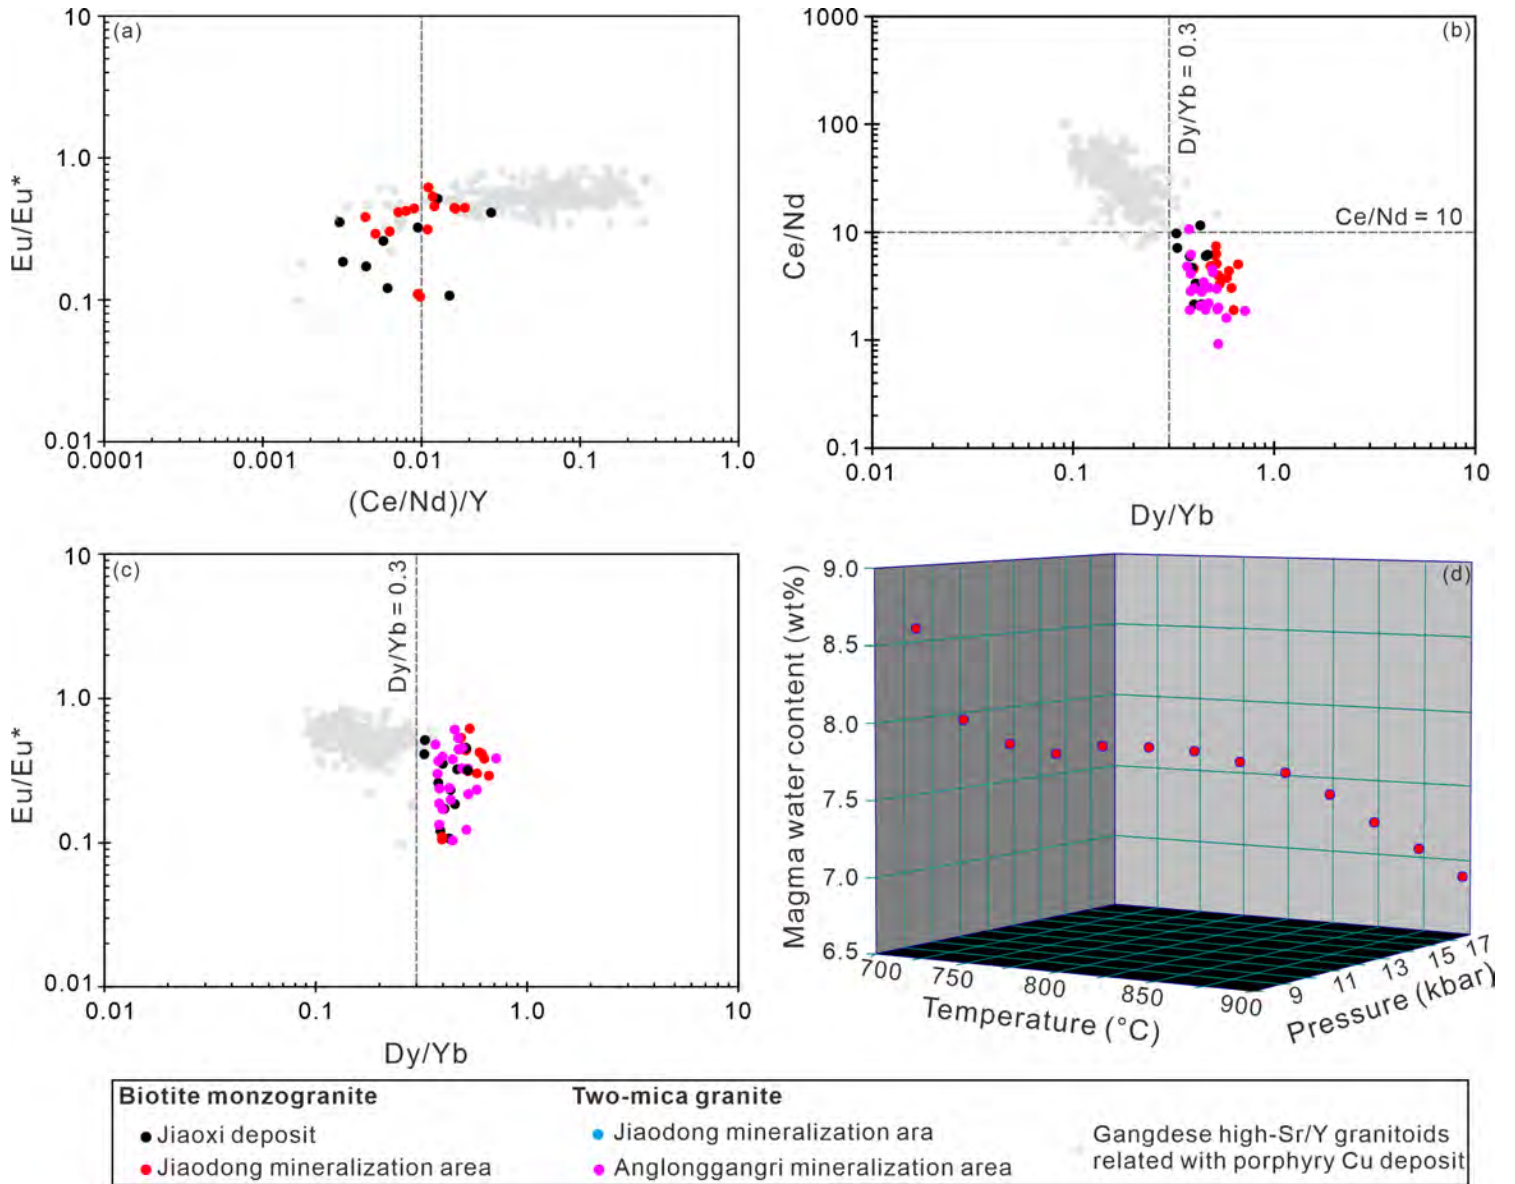 (a)
10
1.0
0.1
0.01
Eu/Eu*
0.0001
0.001
0.01
0.1
1.0
(Ce/Nd)/Y
(b)
1000
100
10
1
0.1
Ce/Nd
Dy/Yb = 0.3
Ce/Nd = 10
0.01
0.1
1.0
10
Dy/Yb
(c)
10
1.0
0.1
0.01
Eu/Eu*
Dy/Yb = 0.3
0.01
0.1
1.0
10
Dy/Yb
(d)
9.0
8.5
8.0
7.5
7.0
6.5
Magma water content (wt%)
700
750
800
850
900
Temperature (°C)
9
11
13
15
17
Pressure (kbar)
Biotite monzogranite
Jiaoxi deposit
Jiaodong mineralization area
Two-mica granite
Jiaodong mineralization ara
Anglonggangri mineralization area
Gangdese high-Sr/Y granitoids
related with porphyry Cu deposit